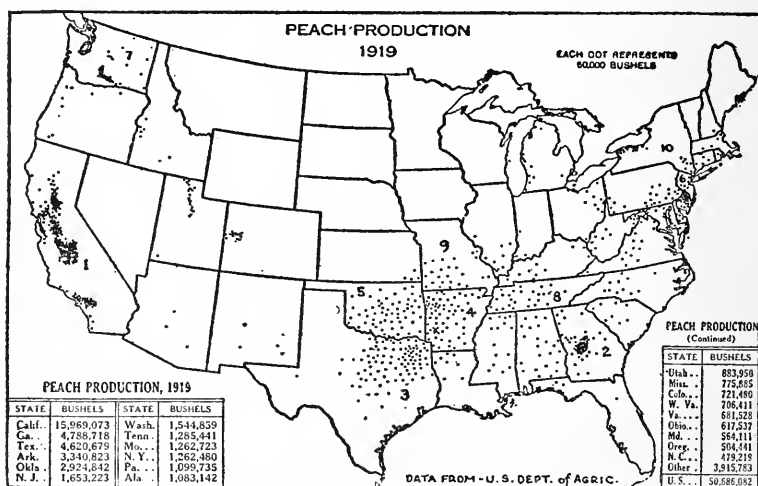 PEACH PRODUCTION
1919
EACH DOT REPRESENTS
60,000 BUSHELS
7
10
6
9
1
5
4
8
2
3
PEACH PRODUCTION, 1919
STATE BUSHELS STATE BUSHELS
Calif.. 15,969,073 Wash. 1,544,859
Ga... 4,788,718 Tenn. 1,285,441
Tex.. 4,620,679 Mo... 1,262,723
Ark. 3,340,823 N. Y.. 1,262,480
Okla. 2,924,842 Pa... 1,099,735
N. J.. 1,653,223 Ala.. 1,083,142
DATA FROM-U.S. DEPT. of AGRIC.
PEACH PRODUCTION
(Continued)
STATE BUSHELS
Utah.. 883,950
Miss. 775,885
Colo... 721,480
W. Va. 706,411
Va.... 681,528
Ohio.. 617,537
Md... 564,111
Oreg.. 504,441
N. C.. 479,219
Other. 3,915,783
U. S... 50,686,082